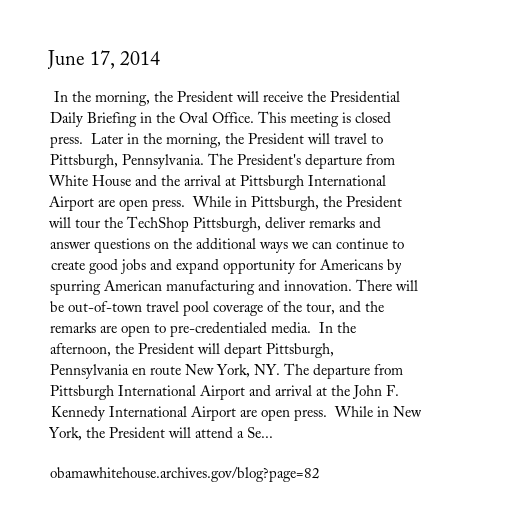 June 17, 2014
In the morning, the President will receive the Presidential
Daily Briefing in the Oval Office. This meeting is closed
press.  Later in the morning, the President will travel to
Pittsburgh, Pennsylvania. The President's departure from
White House and the arrival at Pittsburgh International
Airport are open press.  While in Pittsburgh, the President
will tour the TechShop Pittsburgh, deliver remarks and
answer questions on the additional ways we can continue to
create good jobs and expand opportunity for Americans by
spurring American manufacturing and innovation. There will
be out-of-town travel pool coverage of the tour, and the
remarks are open to pre-credentialed media.  In the
afternoon, the President will depart Pittsburgh,
Pennsylvania en route New York, NY. The departure from
Pittsburgh International Airport and arrival at the John F.
Kennedy International Airport are open press.  While in New
York, the President will attend a Se...
obamawhitehouse.archives.gov/blog?page=82